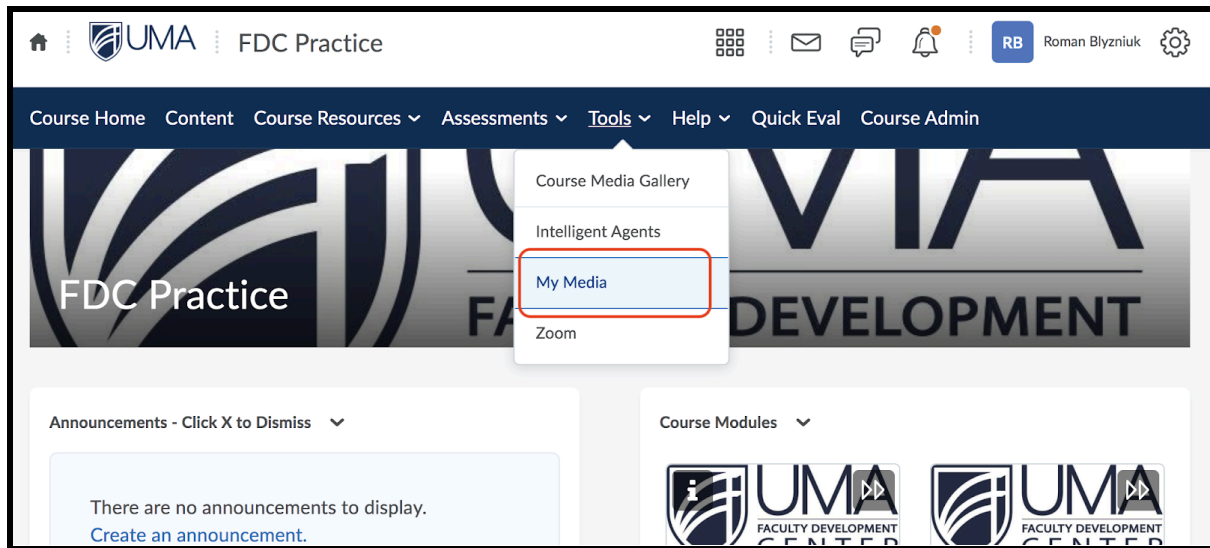 UMA FDC Practice RB Roman Blyzniuk
Course Home Content Course Resources Assessments Tools Help Quick Eval Course Admin
Course Media Gallery
Intelligent Agents
My Media
Zoom
FDC Practice
DEVELOPMENT
Announcements - Click X to Dismiss
There are no announcements to display.
Create an announcement.
Course Modules
UMA
FACULTY DEVELOPMENT
CENTER
UMA
FACULTY DEVELOPMENT
CENTER